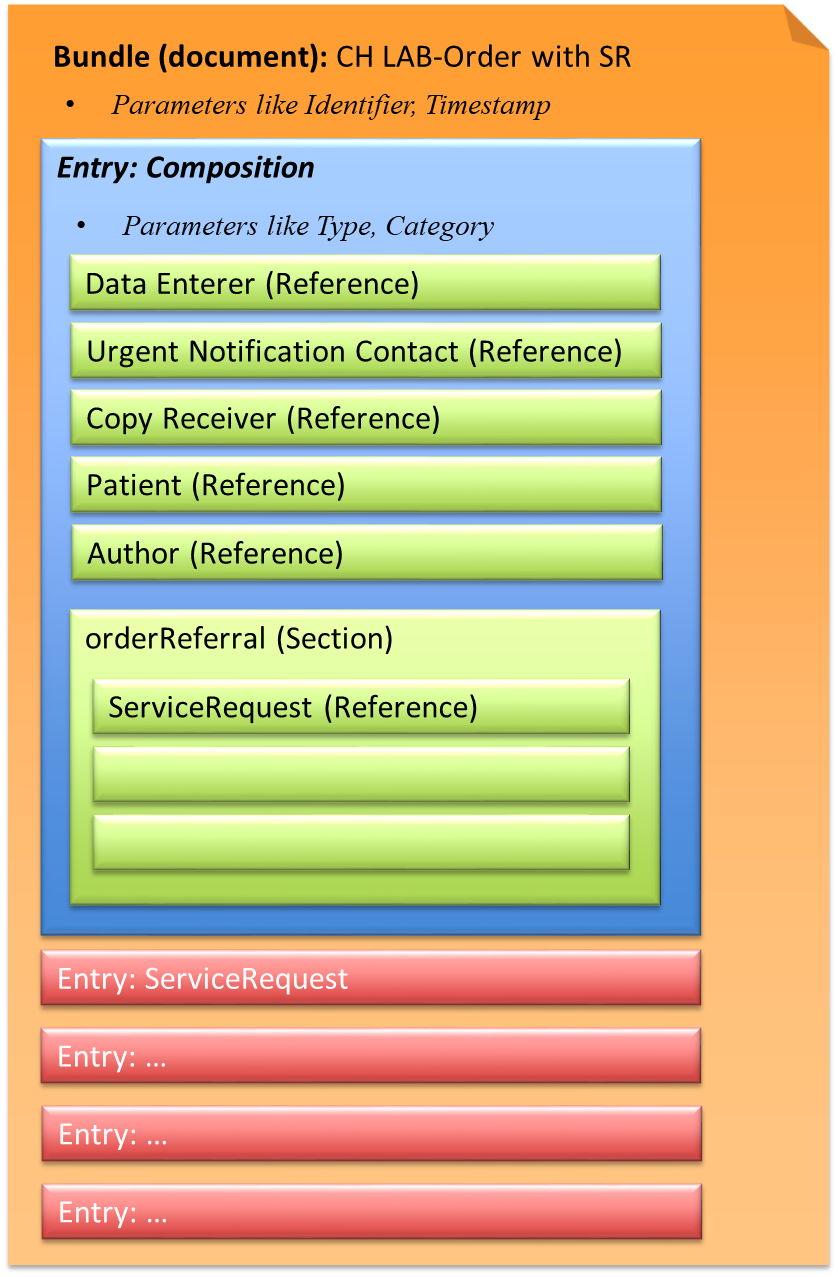 Bundle (document): CH LAB-Order with SR
• Parameters like Identifier, Timestamp
Entry: Composition
• Parameters like Type, Category
Data Enterer (Reference)
Urgent Notification Contact (Reference)
Copy Receiver (Reference)
Patient (Reference)
Author (Reference)
orderReferral (Section)
ServiceRequest (Reference)
Entry: ServiceRequest
Entry: ...
Entry: ...
Entry: ...